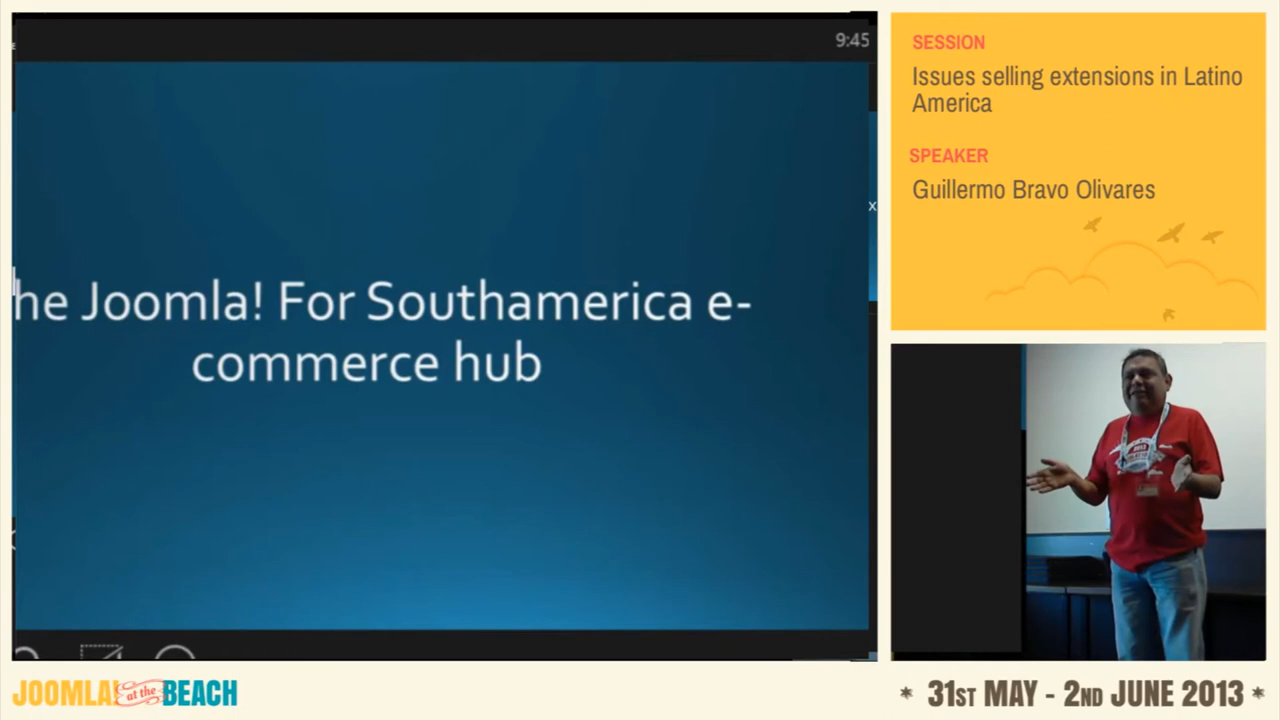 9:45
he Joomla! For Southamerica e-
commerce hub
x
SESSION
Issues selling extensions in Latino
America
SPEAKER
Guillermo Bravo Olivares
JOOMLA! at the BEACH
* 31ST MAY - 2ND JUNE 2013 *